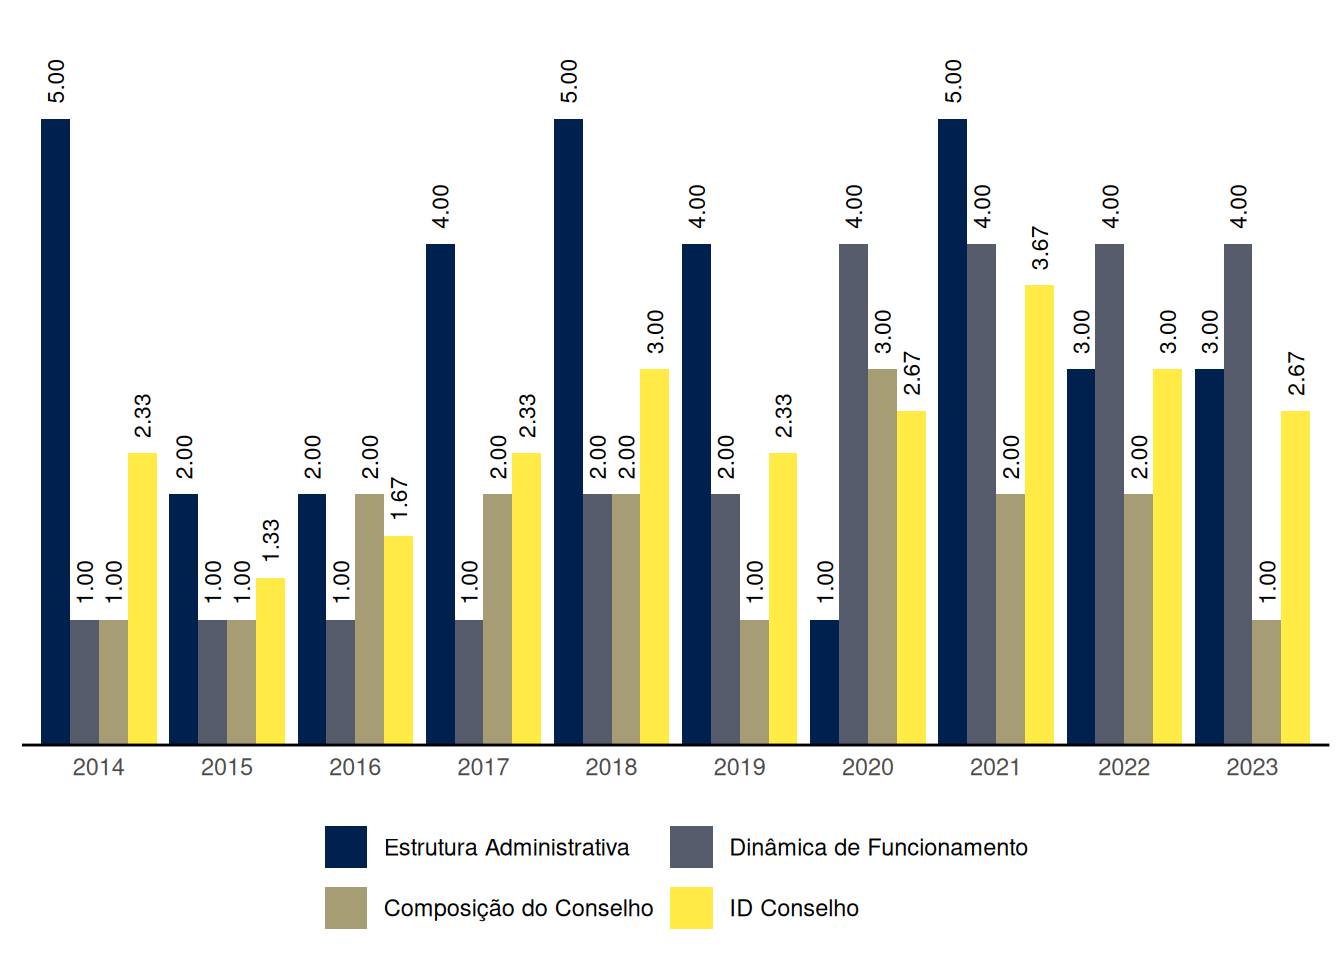 5.00 1.00 1.00 2.33 2.00 1.00 1.00 1.33 2.00 1.00 2.00 1.67 4.00 1.00 2.00 2.33 5.00 2.00 2.00 3.00 4.00 2.00 1.00 2.33 1.00 4.00 3.00 2.67 5.00 4.00 2.00 3.67 3.00 4.00 2.00 3.00 3.00 4.00 1.00 2.67
2014 2015 2016 2017 2018 2019 2020 2021 2022 2023
Estrutura Administrativa Dinâmica de Funcionamento
Composição do Conselho ID Conselho